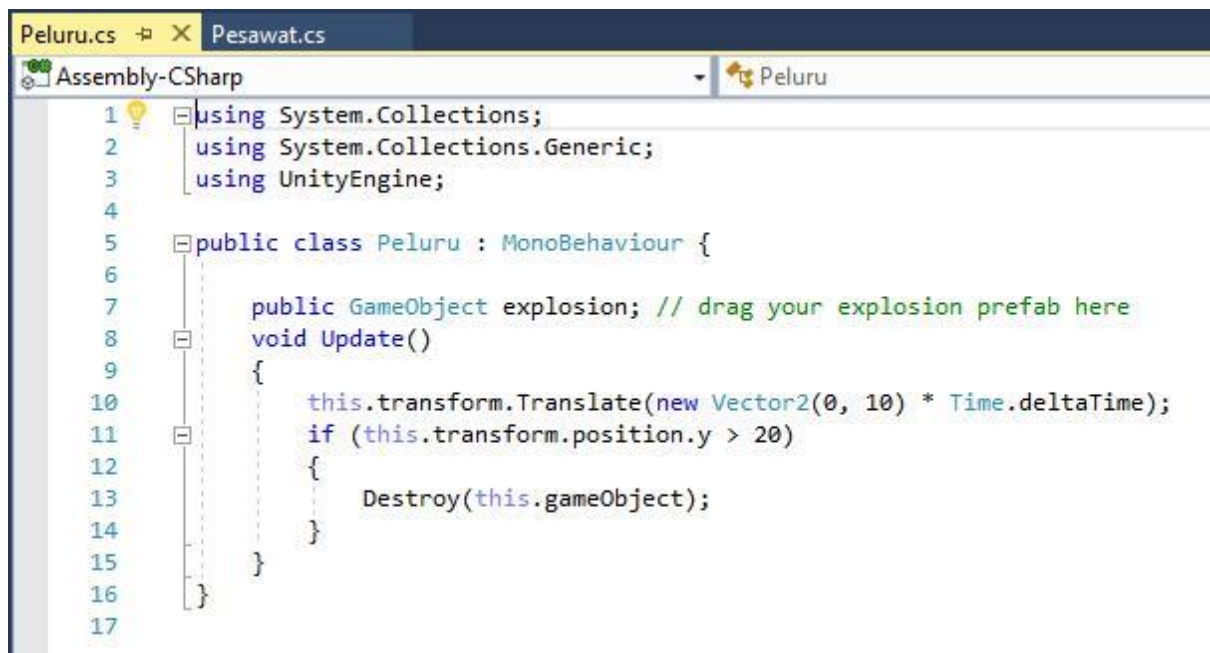 Peluru.cs Pesawat.cs
Assembly-CSharp Peluru
1 using System.Collections;
2 using System.Collections.Generic;
3 using UnityEngine;
4
5 public class Peluru : MonoBehaviour {
6
7 public GameObject explosion; // drag your explosion prefab here
8 void Update()
9 {
10 this.transform.Translate(new Vector2(0, 10) * Time.deltaTime);
11 if (this.transform.position.y > 20)
12 {
13 Destroy(this.gameObject);
14 }
15 }
16 }
17